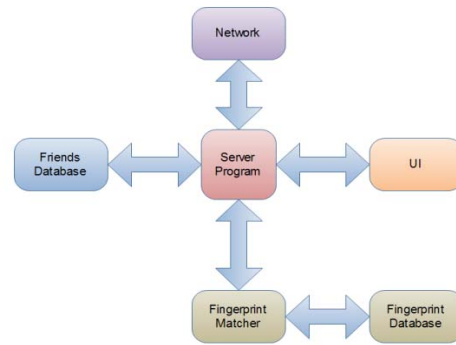 Network
Friends
Database
Server
Program
UI
Fingerprint
Matcher
Fingerprint
Database